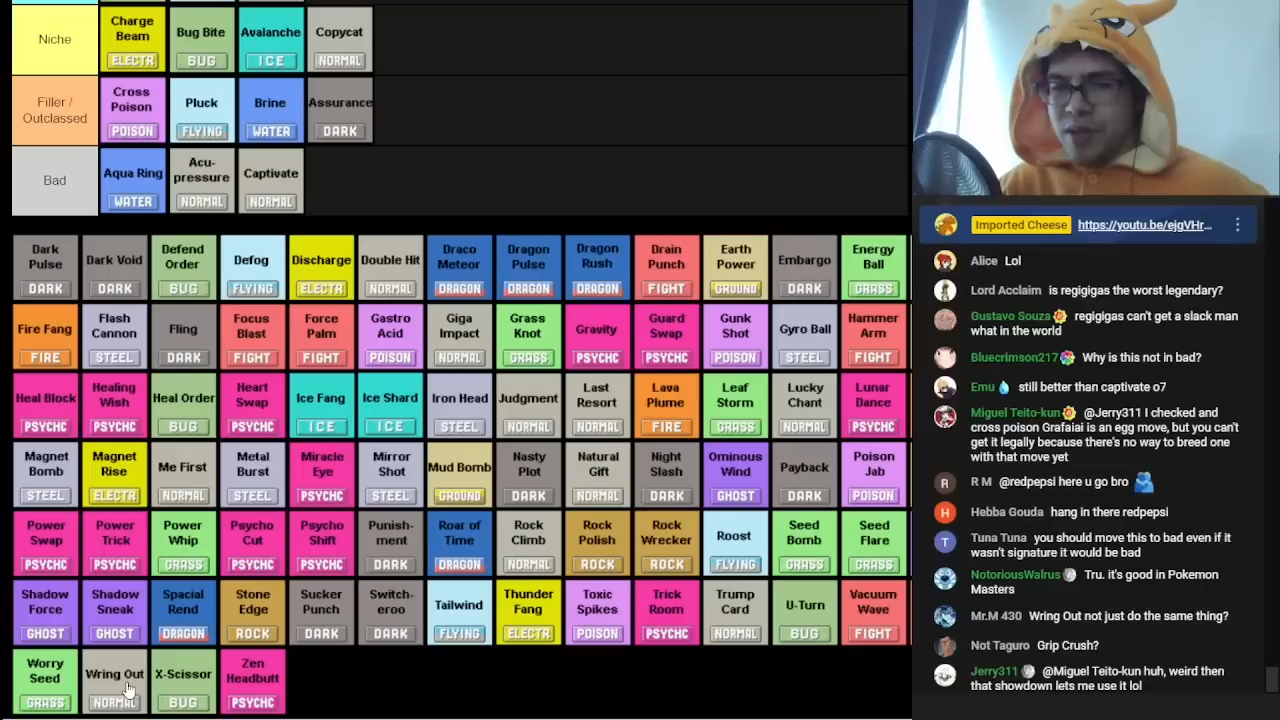 Niche
Charge
Beam
ELECTR
Bug Bite
BUG
Avalanche
ICE
Copycat
NORMAL
Filler /
Outclassed
Cross
Poison
POISON
Pluck
FLYING
Brine
WATER
Assurance
DARK
Bad
Aqua Ring
WATER
Acu-
pressure
NORMAL
Captivate
NORMAL
Dark
Pulse
DARK
Dark Void
DARK
Defend
Order
BUG
Defog
FLYING
Discharge
ELECTR
Double Hit
NORMAL
Draco
Meteor
DRAGON
Dragon
Pulse
DRAGON
Dragon
Rush
DRAGON
Drain
Punch
FIGHT
Earth
Power
GROUND
Embargo
DARK
Energy
Ball
GRASS
Fire Fang
FIRE
Flash
Cannon
STEEL
Fling
DARK
Focus
Blast
FIGHT
Force
Palm
FIGHT
Gastro
Acid
POISON
Giga
Impact
NORMAL
Grass
Knot
GRASS
Gravity
PSYCHC
Guard
Swap
PSYCHC
Gunk
Shot
POISON
Gyro Ball
STEEL
Hammer
Arm
FIGHT
Heal Block
PSYCHC
Healing
Wish
PSYCHC
Heal Order
BUG
Heart
Swap
PSYCHC
Ice Fang
ICE
Ice Shard
ICE
Iron Head
STEEL
Judgment
NORMAL
Last
Resort
NORMAL
Lava
Plume
FIRE
Leaf
Storm
GRASS
Lucky
Chant
NORMAL
Lunar
Dance
PSYCHC
Magnet
Bomb
STEEL
Magnet
Rise
ELECTR
Me First
NORMAL
Metal
Burst
STEEL
Miracle
Eye
PSYCHC
Mirror
Shot
STEEL
Mud Bomb
GROUND
Nasty
Plot
DARK
Natural
Gift
NORMAL
Night
Slash
DARK
Ominous
Wind
GHOST
Payback
DARK
Poison
Jab
POISON
Power
Swap
PSYCHC
Power
Trick
PSYCHC
Power
Whip
GRASS
Psycho
Cut
PSYCHC
Psycho
Shift
PSYCHC
Punish-
ment
DARK
Roar of
Time
DRAGON
Rock
Climb
NORMAL
Rock
Polish
ROCK
Rock
Wrecker
ROCK
Roost
FLYING
Seed
Bomb
GRASS
Seed
Flare
GRASS
Shadow
Force
GHOST
Shadow
Sneak
GHOST
Spacial
Rend
DRAGON
Stone
Edge
ROCK
Sucker
Punch
DARK
Switch-
eroo
DARK
Tailwind
FLYING
Thunder
Fang
ELECTR
Toxic
Spikes
POISON
Trick
Room
PSYCHC
Trump
Card
NORMAL
U-Turn
BUG
Vacuum
Wave
FIGHT
Worry
Seed
GRASS
Wring Out
NORMAL
X-Scissor
BUG
Zen
Headbutt
PSYCHC
Imported Cheese https://youtu.be/ejgVHr...
Alice Lol
Lord Acclaim is regigigas the worst legendary?
Gustavo Souza regigigas can't get a slack man
what in the world
Bluecrimson217 Why is this not in bad?
Emu still better than captivate o7
Miguel Teito-kun @Jerry311 I checked and
cross poison Grafaiai is an egg move, but you can't
get it legally because there's no way to breed one
with that move yet
R
R M @redpepsi here u go bro
H
Hebba Gouda hang in there redpepsi
T
Tuna Tuna you should move this to bad even if it
wasn't signature it would be bad
NotoriousWalrus Tru. it's good in Pokemon
Masters
Mr.M 430 Wring Out not just do the same thing?
Not Taguro Grip Crush?
Jerry311 @Miguel Teito-kun huh, weird then
that showdown lets me use it lol